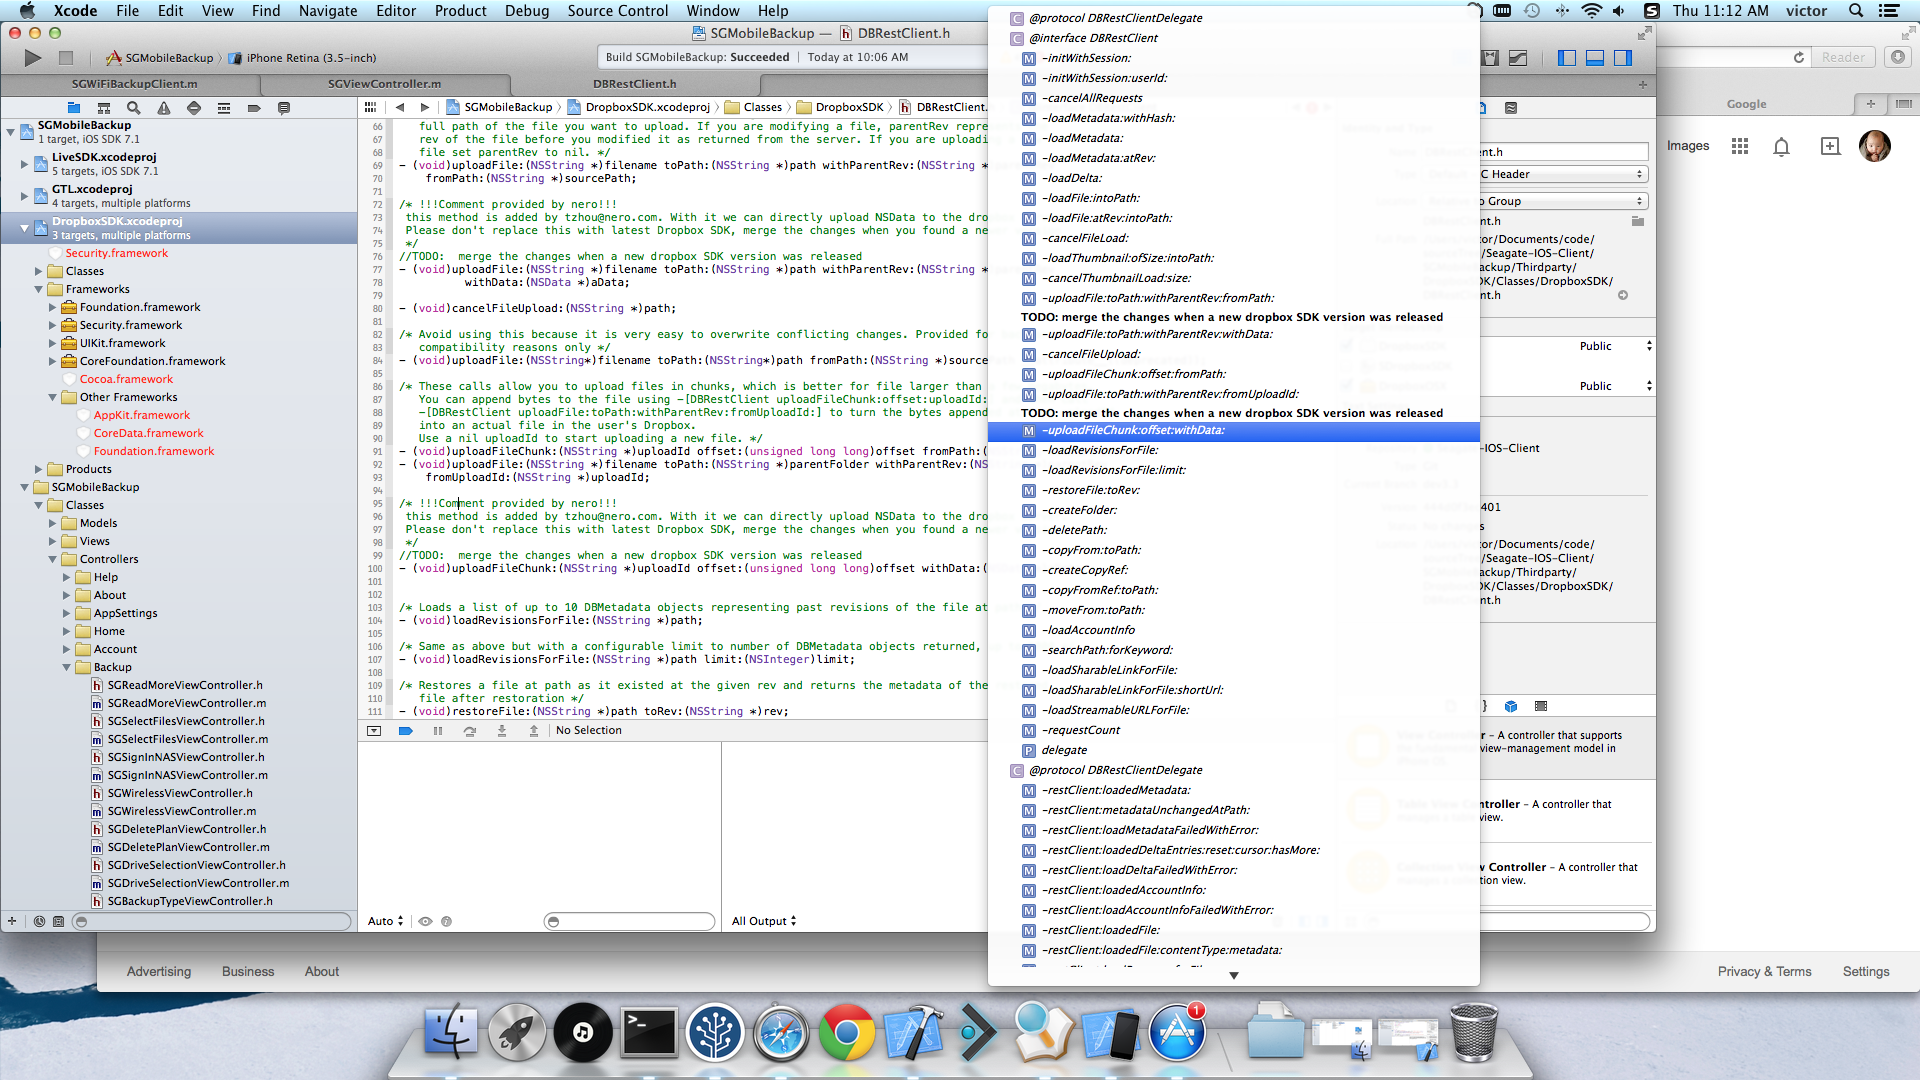 Xcode File Edit View Find Navigate Editor Product Debug Source Control Window Help
Thu 11:12 AM victor
SGMobileBackup — DBRestClient.h
SGMobileBackup iPhone Retina (3.5-inch)
Build SGMobileBackup: Succeeded Today at 10:06 AM
SGWiFiBackupClient.m SGViewController.m DBRestClient.h
SGMobileBackup DropboxSDK.xcodeproj Classes DropboxSDK DBRestClient.
SGMobileBackup
1 target, iOS SDK 7.1
LiveSDK.xcodeproj
5 targets, iOS SDK 7.1
GTL.xcodeproj
4 targets, multiple platforms
DropboxSDK.xcodeproj
3 targets, multiple platforms
Security.framework
Classes
Frameworks
Foundation.framework
Security.framework
UIKit.framework
CoreFoundation.framework
Cocoa.framework
Other Frameworks
AppKit.framework
CoreData.framework
Foundation.framework
Products
SGMobileBackup
Classes
Models
Views
Controllers
Help
About
AppSettings
Home
Account
Backup
SGReadMoreViewController.h
SGReadMoreViewController.m
SGSelectFilesViewController.h
SGSelectFilesViewController.m
SGSignInNASViewController.h
SGSignInNASViewController.m
SGWirelessViewController.h
SGWirelessViewController.m
SGDeletePlanViewController.h
SGDeletePlanViewController.m
SGDriveSelectionViewController.h
SGDriveSelectionViewController.m
SGBackupTypeViewController.h
66 full path of the file you want to upload. If you are modifying a file, parentRev repre
67 rev of the file before you modified it as returned from the server. If you are uploading
68 file set parentRev to nil. */
69 - (void)uploadFile:(NSString *)filename toPath:(NSString *)path withParentRev:(NSString *
70 fromPath:(NSString *)sourcePath;
71
72 /* !!!Comment provided by nero!!!
73 this method is added by tzhou@nero.com. With it we can directly upload NSData to the dro
74 Please don't replace this with latest Dropbox SDK, merge the changes when you found a ne
75 */
76 //TODO: merge the changes when a new dropbox SDK version was released
77 - (void)uploadFile:(NSString *)filename toPath:(NSString *)path withParentRev:(NSString *
78 withData:(NSData *)aData;
79
80 - (void)cancelFileUpload:(NSString *)path;
81
82 /* Avoid using this because it is very easy to overwrite conflicting changes. Provided fo
83 compatibility reasons only */
84 - (void)uploadFile:(NSString*)filename toPath:(NSString*)path fromPath:(NSString *)source
85
86 /* These calls allow you to upload files in chunks, which is better for file larger than
87 You can append bytes to the file using -[DBRestClient uploadFileChunk:offset:uploadId:
88 -[DBRestClient uploadFile:toPath:withParentRev:fromUploadId:] to turn the bytes append
89 into an actual file in the user's Dropbox.
90 Use a nil uploadId to start uploading a new file. */
91 - (void)uploadFileChunk:(NSString *)uploadId offset:(unsigned long long)offset fromPath:(
92 - (void)uploadFile:(NSString *)filename toPath:(NSString *)parentFolder withParentRev:(NS
93 fromUploadId:(NSString *)uploadId;
94
95 /* !!!Comment provided by nero!!!
96 this method is added by tzhou@nero.com. With it we can directly upload NSData to the dro
97 Please don't replace this with latest Dropbox SDK, merge the changes when you found a ne
98 */
99 //TODO: merge the changes when a new dropbox SDK version was released
100 - (void)uploadFileChunk:(NSString *)uploadId offset:(unsigned long long)offset withData:(
101
102
103 /* Loads a list of up to 10 DBMetadata objects representing past revisions of the file at
104 - (void)loadRevisionsForFile:(NSString *)path;
105
106 /* Same as above but with a configurable limit to number of DBMetadata objects returned,
107 - (void)loadRevisionsForFile:(NSString *)path limit:(NSInteger)limit;
108
109 /* Restores a file at path as it existed at the given rev and returns the metadata of the
110 file after restoration */
111 - (void)restoreFile:(NSString *)path toRev:(NSString *)rev;
No Selection
Auto
All Output
@protocol DBRestClientDelegate
@interface DBRestClient
-initWithSession:
-initWithSession:userId:
-cancelAllRequests
-loadMetadata:withHash:
-loadMetadata:
-loadMetadata:atRev:
-loadDelta:
-loadFile:intoPath:
-loadFile:atRev:intoPath:
-cancelFileLoad:
-loadThumbnail:ofSize:intoPath:
-cancelThumbnailLoad:size:
-uploadFile:toPath:withParentRev:fromPath:
TODO: merge the changes when a new dropbox SDK version was released
-uploadFile:toPath:withParentRev:withData:
-cancelFileUpload:
-uploadFileChunk:offset:fromPath:
-uploadFile:toPath:withParentRev:fromUploadId:
TODO: merge the changes when a new dropbox SDK version was released
-uploadFileChunk:offset:withData:
-loadRevisionsForFile:
-loadRevisionsForFile:limit:
-restoreFile:toRev:
-createFolder:
-deletePath:
-copyFrom:toPath:
-createCopyRef:
-copyFromRef:toPath:
-moveFrom:toPath:
-loadAccountInfo
-searchPath:forKeyword:
-loadSharableLinkForFile:
-loadSharableLinkForFile:shortUrl:
-loadStreamableURLForFile:
-requestCount
delegate
@protocol DBRestClientDelegate
-restClient:loadedMetadata:
-restClient:metadataUnchangedAtPath:
-restClient:loadMetadataFailedWithError:
-restClient:loadedDeltaEntries:reset:cursor:hasMore:
-restClient:loadDeltaFailedWithError:
-restClient:loadedAccountInfo:
-restClient:loadAccountInfoFailedWithError:
-restClient:loadedFile:
-restClient:loadedFile:contentType:metadata:
Reader
Google
Images
ent.h
C Header
to Group
ent.h
or/Documents/code/
Seagate-IOS-Client/
ackup/Thirdparty/
DK/Classes/DropboxSDK/
nt.h
Public
Public
-IOS-Client
401
or/Documents/code/
Seagate-IOS-Client/
ackup/Thirdparty/
DK/Classes/DropboxSDK/
nt.h
View Controller - A controller that supports
view-management model in
Table View Controller - A controller that
view.
Collection View Controller - A controller that
manages a collection view.
Advertising Business About
Privacy & Terms Settings
1